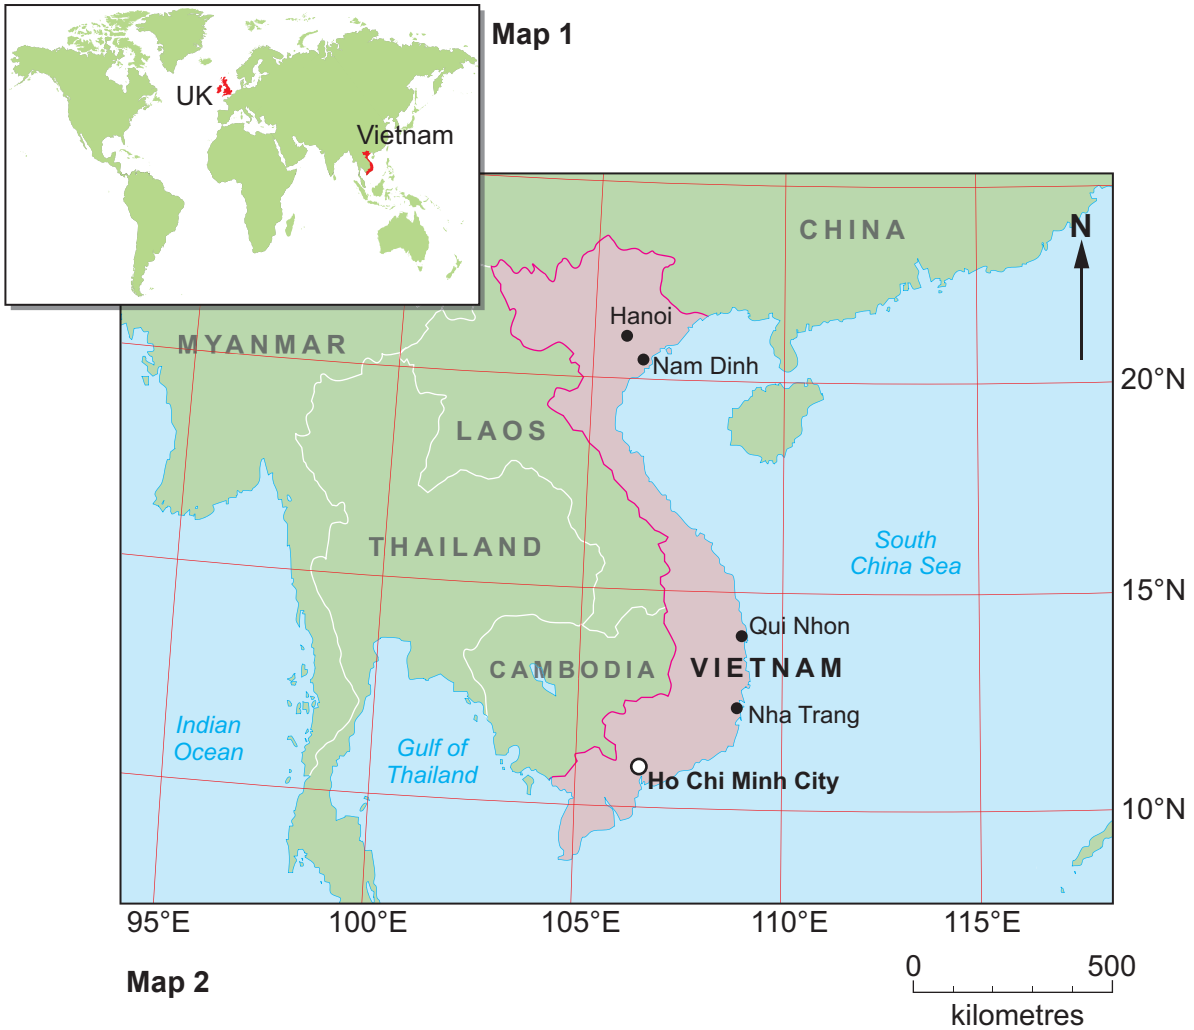 Map 1
UK
Vietnam
CHINA
N
Hanoi
MYANMAR
Nam Dinh
20°N
LAOS
THAILAND
South
China Sea
15°N
Qui Nhon
CAMBODIA
VIETNAM
Nha Trang
Indian
Ocean
Gulf of
Thailand
Ho Chi Minh City
10°N
95°E
100°E
105°E
110°E
115°E
Map 2
0
500
kilometres